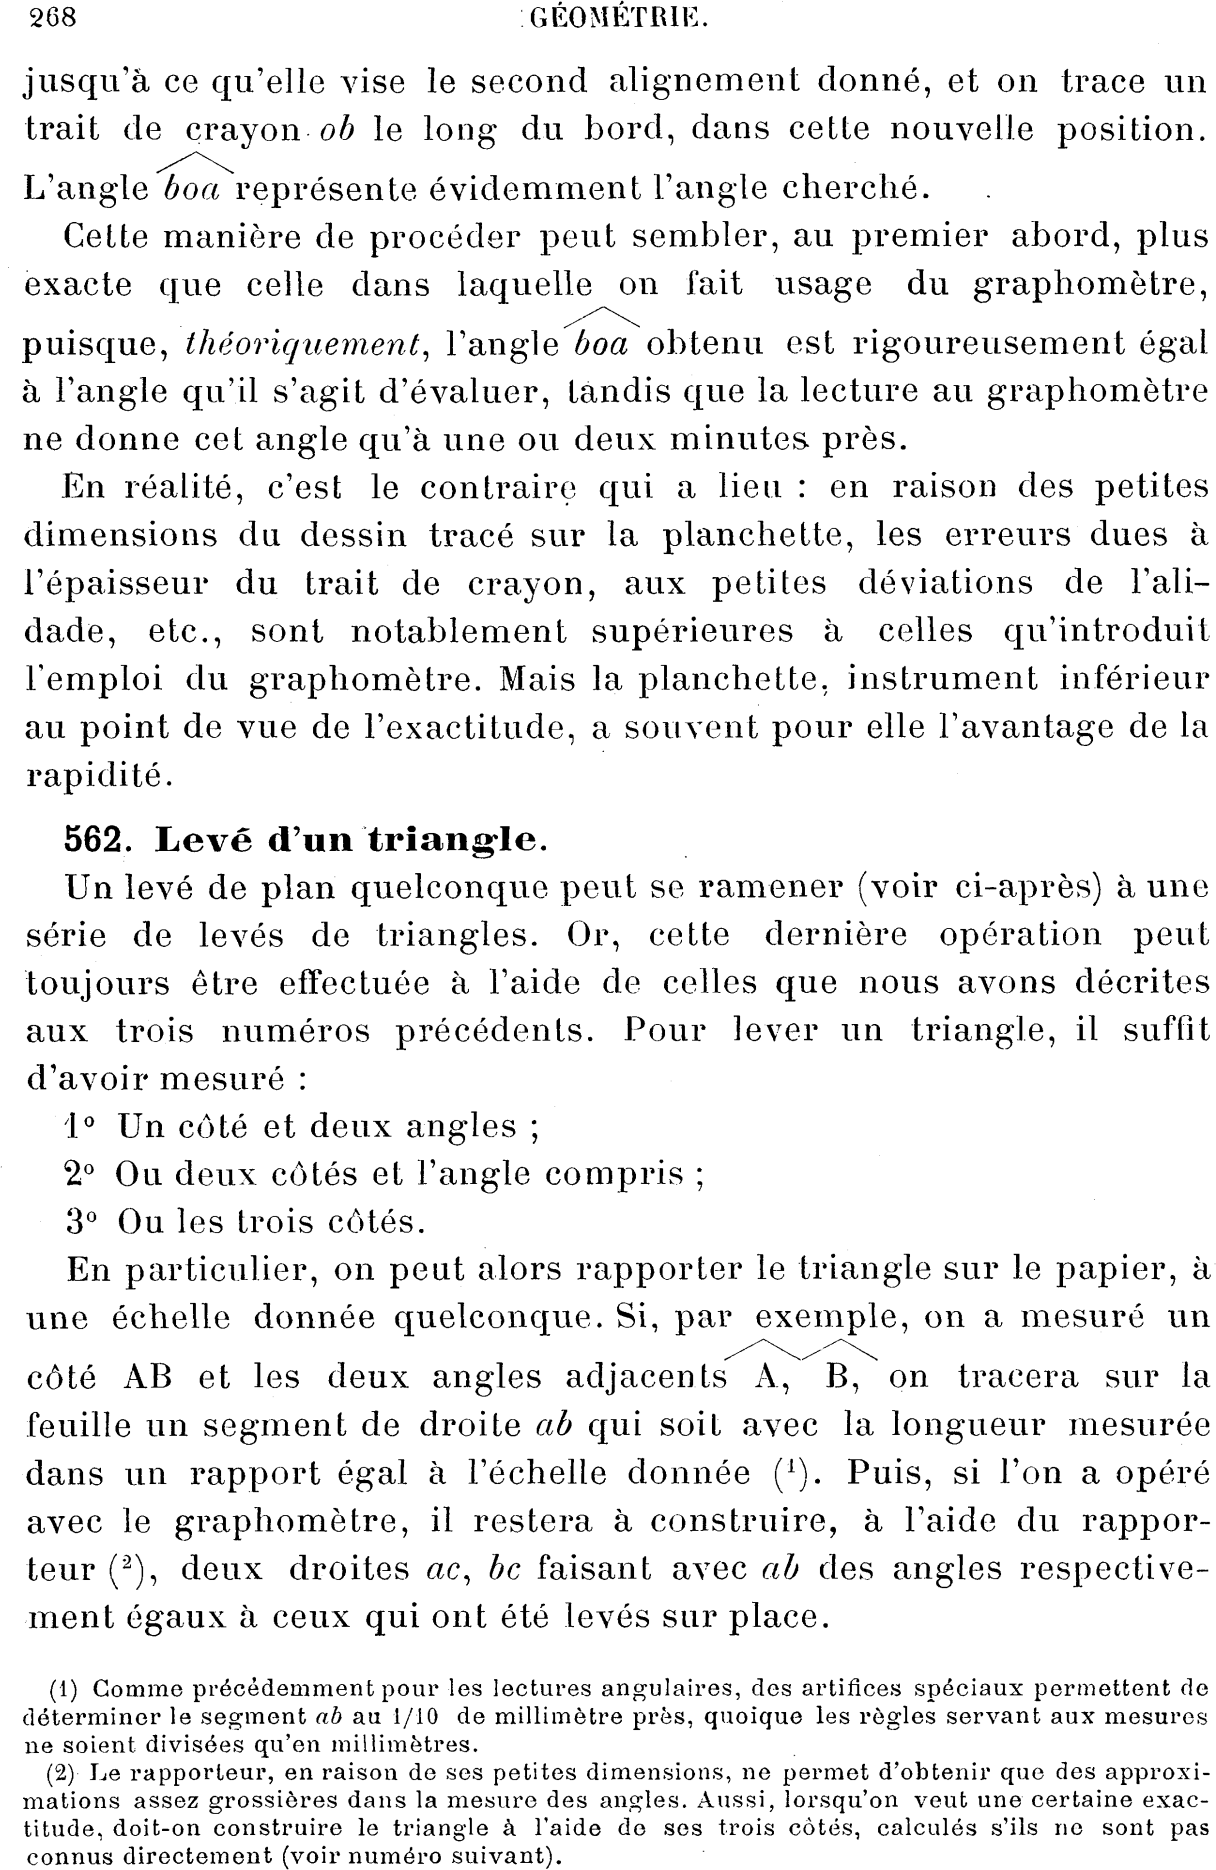 268 GÉOMÉTRIE.
jusqu'à ce qu'elle vise le second alignement donné, et on trace un
trait de crayon ob le long du bord, dans cette nouvelle position.
L'angle boa représente évidemment l'angle cherché.
Cette manière de procéder peut sembler, au premier abord, plus
exacte que celle dans laquelle on fait usage du graphomètre,
puisque, théoriquement, l'angle boa obtenu est rigoureusement égal
à l'angle qu'il s'agit d'évaluer, tandis que la lecture au graphomètre
ne donne cet angle qu'à une ou deux minutes près.
En réalité, c'est le contraire qui a lieu : en raison des petites
dimensions du dessin tracé sur la planchette, les erreurs dues à
l'épaisseur du trait de crayon, aux petites déviations de l'ali-
dade, etc., sont notablement supérieures à celles qu'introduit
l'emploi du graphomètre. Mais la planchette, instrument inférieur
au point de vue de l'exactitude, a souvent pour elle l'avantage de la
rapidité.
562. Levé d'un triangle.
Un levé de plan quelconque peut se ramener (voir ci-après) à une
série de levés de triangles. Or, cette dernière opération peut
toujours être effectuée à l'aide de celles que nous avons décrites
aux trois numéros précédents. Pour lever un triangle, il suffit
d'avoir mesuré :
1° Un côté et deux angles ;
2° Ou deux côtés et l'angle compris ;
3° Ou les trois côtés.
En particulier, on peut alors rapporter le triangle sur le papier, à
une échelle donnée quelconque. Si, par exemple, on a mesuré un
côté AB et les deux angles adjacents A, B, on tracera sur la
feuille un segment de droite ab qui soit avec la longueur mesurée
dans un rapport égal à l'échelle donnée (¹). Puis, si l'on a opéré
avec le graphomètre, il restera à construire, à l'aide du rappor-
teur (²), deux droites ac, bc faisant avec ab des angles respective-
ment égaux à ceux qui ont été levés sur place.
(1) Comme précédemment pour les lectures angulaires, des artifices spéciaux permettent de
déterminer le segment ab au 1/10 de millimètre près, quoique les règles servant aux mesures
ne soient divisées qu'en millimètres.
(2) Le rapporteur, en raison de ses petites dimensions, ne permet d'obtenir que des approxi-
mations assez grossières dans la mesure des angles. Aussi, lorsqu'on veut une certaine exac-
titude, doit-on construire le triangle à l'aide de ses trois côtés, calculés s'ils ne sont pas
connus directement (voir numéro suivant).